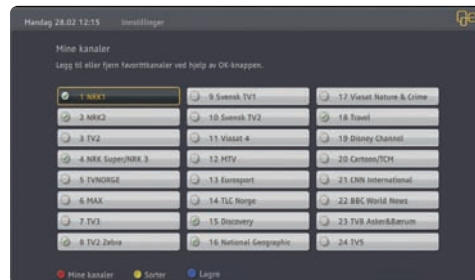 Mandag 28.02 12:15 Innstillinger
Mine kanaler
Legg til eller fjern favorittkanaler ved hjelp av OK-knappen.
1 NRK1 9 Svensk TV1 17 Viasat Nature & Crime
2 NRK2 10 Svensk TV2 18 Travel
3 TV2 11 Viasat 4 19 Disney Channel
4 NRK Super/NRK 3 12 MTV 20 Cartoon/TCM
5 TVNORGE 13 Eurosport 21 CNN International
6 MAX 14 TLC Norge 22 BBC World News
7 TV3 15 Discovery 23 TVB Asker&Bærum
8 TV2 Zebra 16 National Geographic 24 TV5
Mine kanaler Sorter Lagre